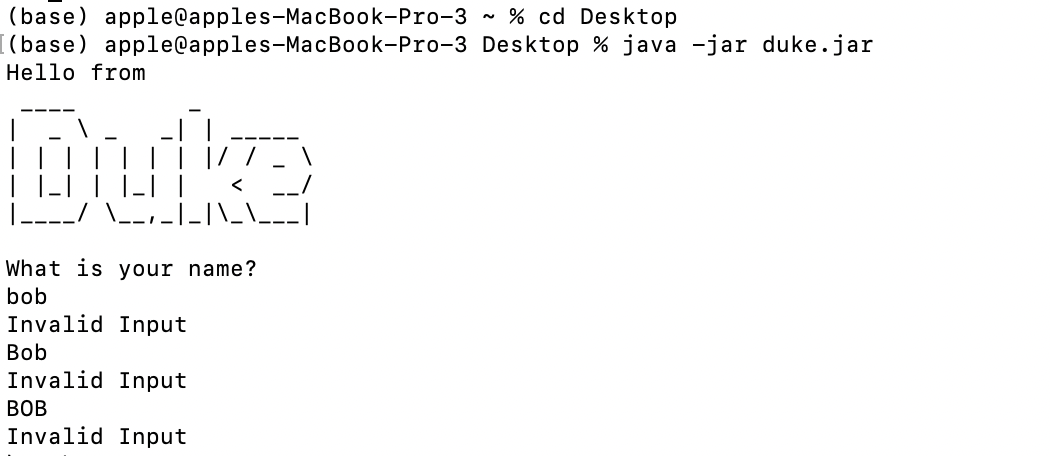 (base) apple@apples-MacBook-Pro-3 ~ % cd Desktop
(base) apple@apples-MacBook-Pro-3 Desktop % java -jar duke.jar
Hello from
 ____        _
|  _ \ _   _| | _____
| | | | | | | |/ / _ \
| |_| | |_| |   <  __/
|____/ \__,_|_|\_\___|
What is your name?
bob
Invalid Input
Bob
Invalid Input
BOB
Invalid Input